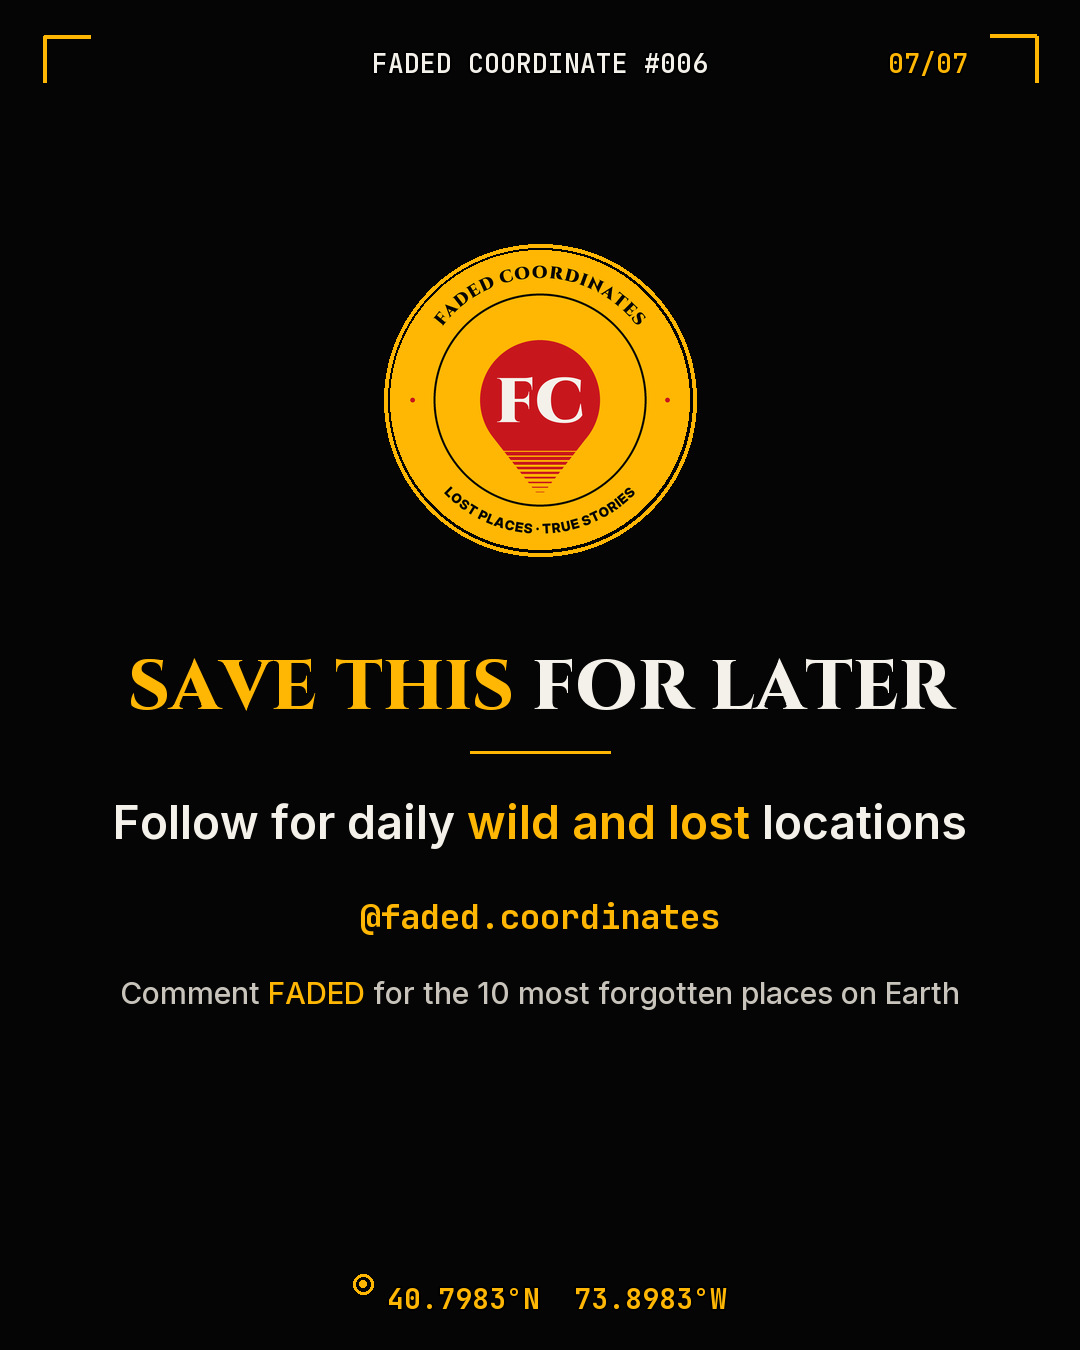 FADED COORDINATE #006
07/07
FADED COORDINATES
FC
LOST PLACES · TRUE STORIES
SAVE THIS FOR LATER
Follow for daily wild and lost locations
@faded.coordinates
Comment FADED for the 10 most forgotten places on Earth
40.7983°N 73.8983°W